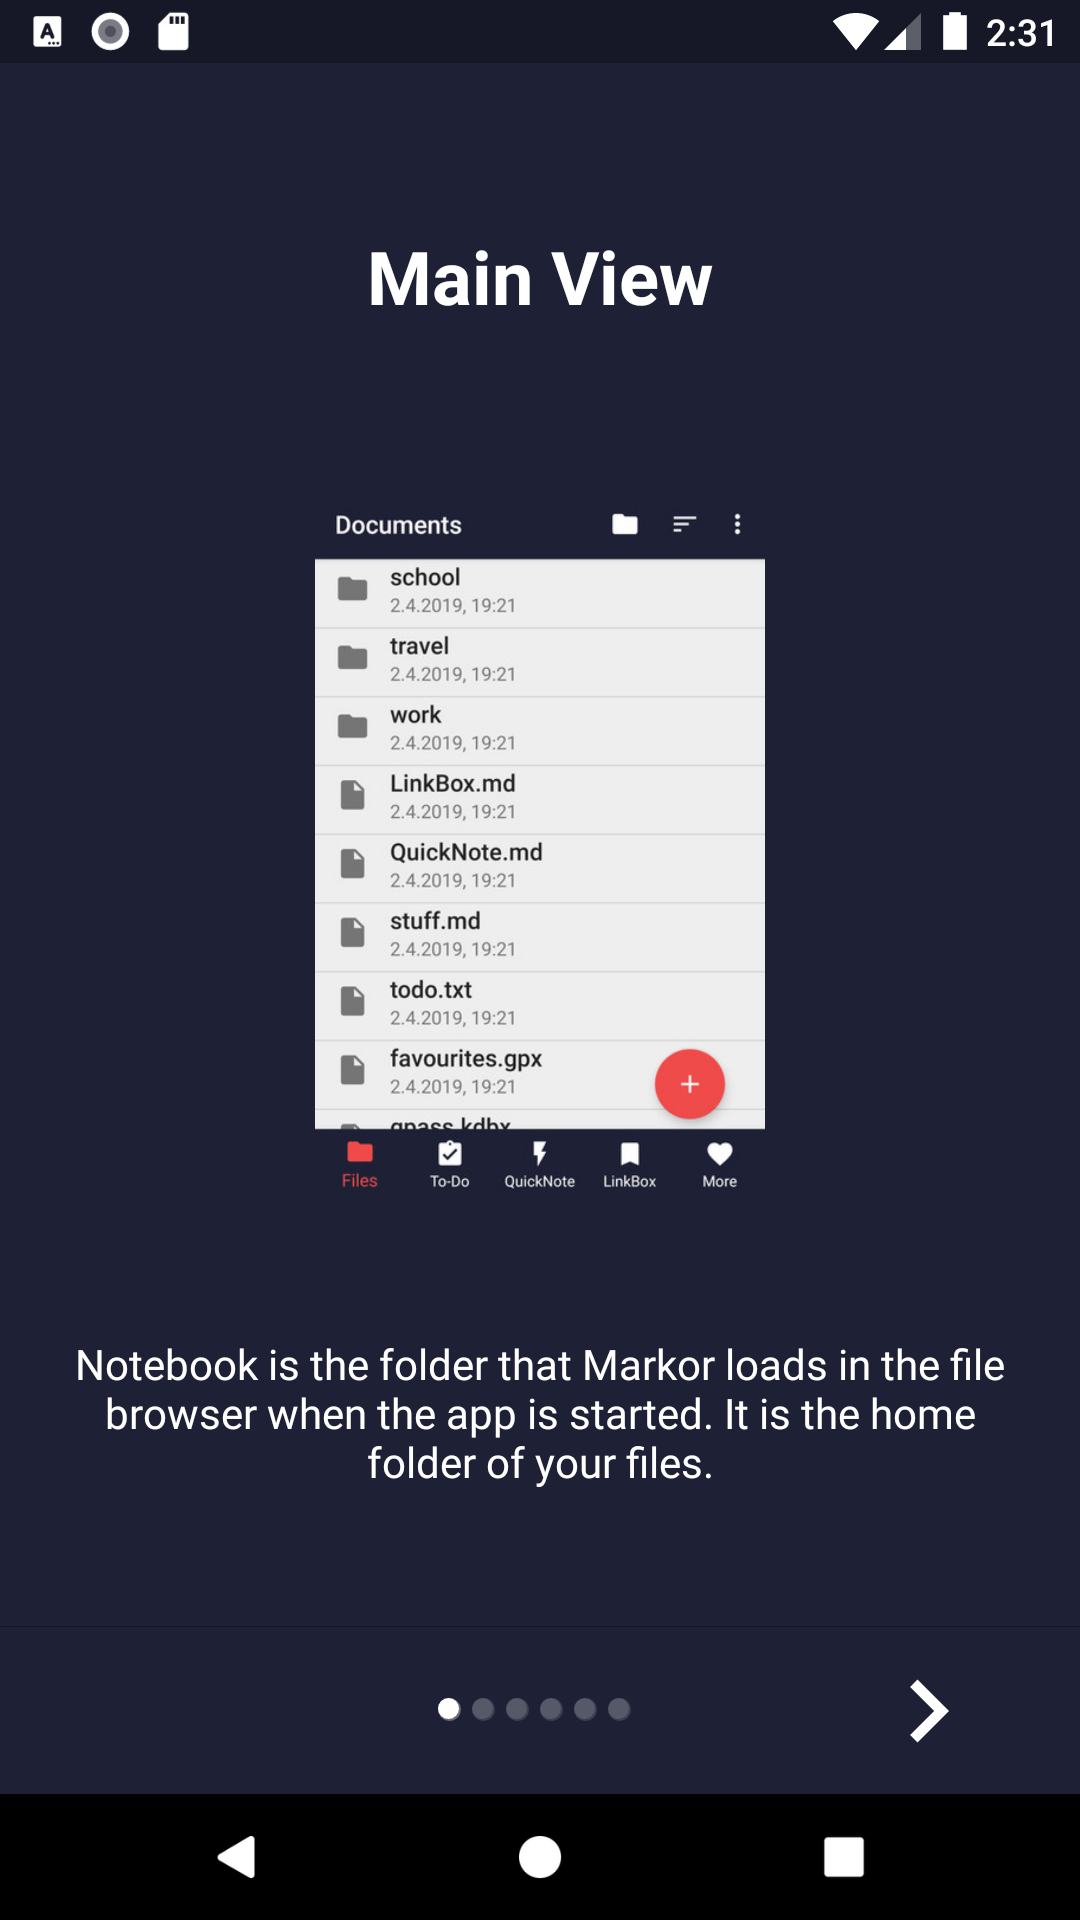 2:31
Main View
Documents
school
2.4.2019, 19:21
travel
2.4.2019, 19:21
work
2.4.2019, 19:21
LinkBox.md
2.4.2019, 19:21
QuickNote.md
2.4.2019, 19:21
stuff.md
2.4.2019, 19:21
todo.txt
2.4.2019, 19:21
favourites.gpx
2.4.2019, 19:21
gpass.kdbx
Files To-Do QuickNote LinkBox More
Notebook is the folder that Markor loads in the file
browser when the app is started. It is the home
folder of your files.